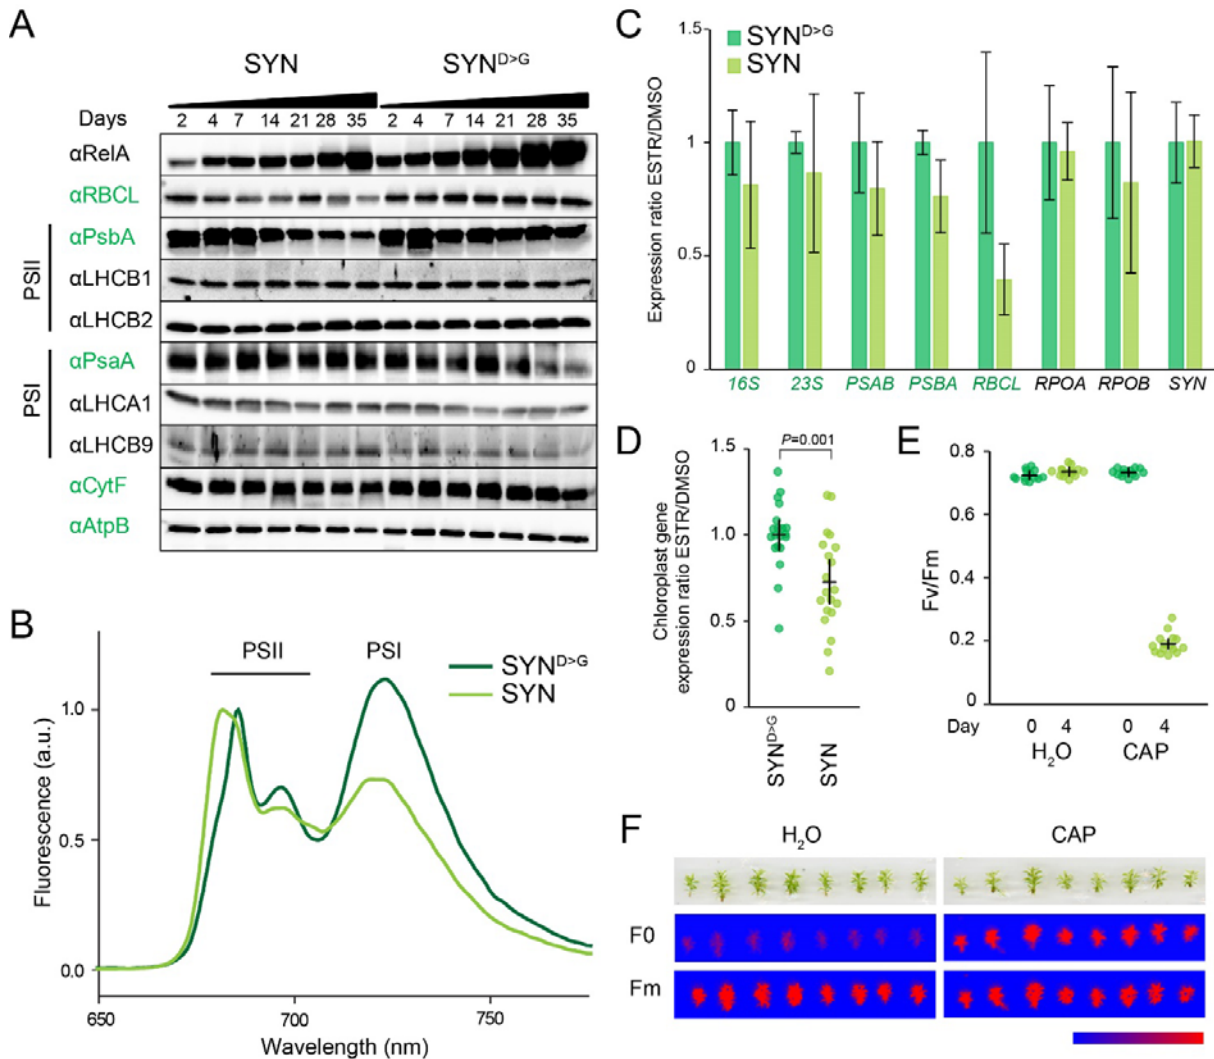 A
SYN SYN^D>G
Days 2 4 7 14 21 28 35 2 4 7 14 21 28 35
αRelA
αRBCL
αPsbA
αLHCB1
αLHCB2
PSII
αPsaA
αLHCA1
αLHCB9
PSI
αCytF
αAtpB
B
PSII PSI
SYN^D>G
SYN
Fluorescence (a.u.)
1.0
0.5
0.0
650 700 750
Wavelength (nm)
C
SYN^D>G
SYN
Expression ratio ESTR/DMSO
1.5
1
0.5
0
16S 23S PSAB PSBA RBCL RPOA RPOB SYN
D
P=0.001
Chloroplast gene
expression ratio ESTR/DMSO
1.5
1.0
0.5
0
SYN^D>G SYN
E
Fv/Fm
0.8
0.6
0.4
0.2
0
Day 0 4 0 4
H₂O CAP
F
H₂O CAP
F0
Fm